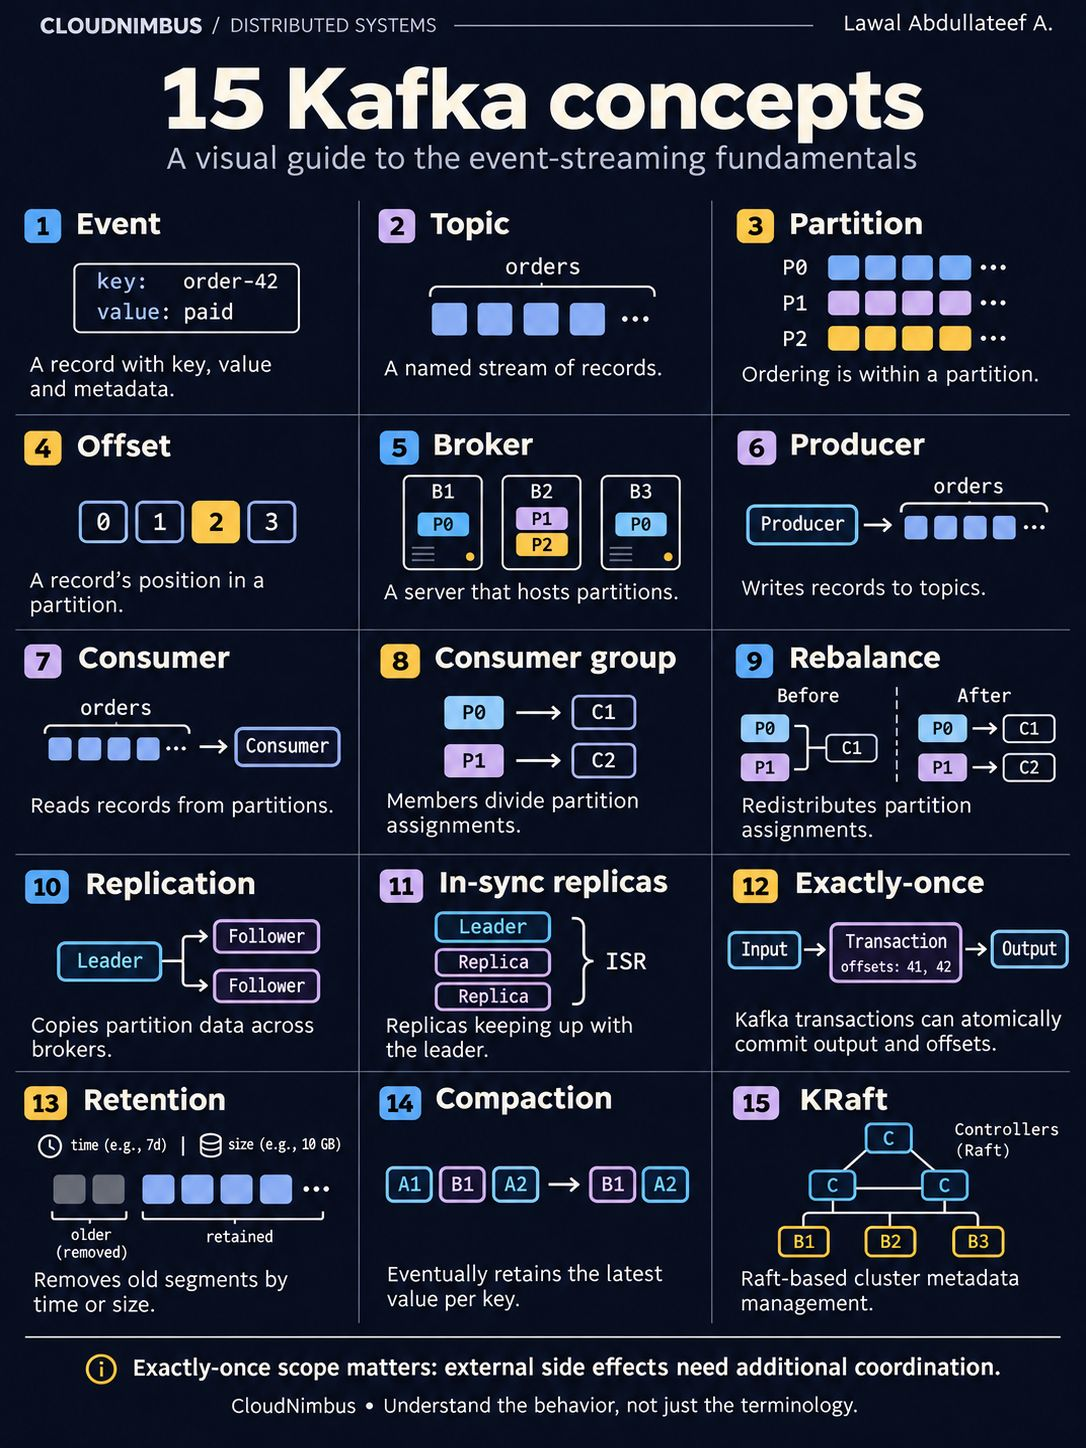 CLOUDNIMBUS / DISTRIBUTED SYSTEMS
Lawal Abdullateef A.
15 Kafka concepts
A visual guide to the event-streaming fundamentals
1 Event
key: order-42
value: paid
A record with key, value
and metadata.
2 Topic
orders
...
A named stream of records.
3 Partition
P0 ...
P1 ...
P2 ...
Ordering is within a partition.
4 Offset
0 1 2 3
A record's position in a
partition.
5 Broker
B1 B2 B3
P0 P1 P0
P2
A server that hosts partitions.
6 Producer
orders
Producer → ...
Writes records to topics.
7 Consumer
orders
... → Consumer
Reads records from partitions.
8 Consumer group
P0 → C1
P1 → C2
Members divide partition
assignments.
9 Rebalance
Before After
P0 P0 → C1
C1
P1 P1 → C2
Redistributes partition
assignments.
10 Replication
Follower
Leader
Follower
Copies partition data across
brokers.
11 In-sync replicas
Leader
Replica ISR
Replica
Replicas keeping up with
the leader.
12 Exactly-once
Input → Transaction → Output
offsets: 41, 42
Kafka transactions can atomically
commit output and offsets.
13 Retention
time (e.g., 7d) | size (e.g., 10 GB)
...
older retained
(removed)
Removes old segments by
time or size.
14 Compaction
A1 B1 A2 → B1 A2
Eventually retains the latest
value per key.
15 KRaft
C Controllers
(Raft)
C C
B1 B2 B3
Raft-based cluster metadata
management.
Exactly-once scope matters: external side effects need additional coordination.
CloudNimbus • Understand the behavior, not just the terminology.